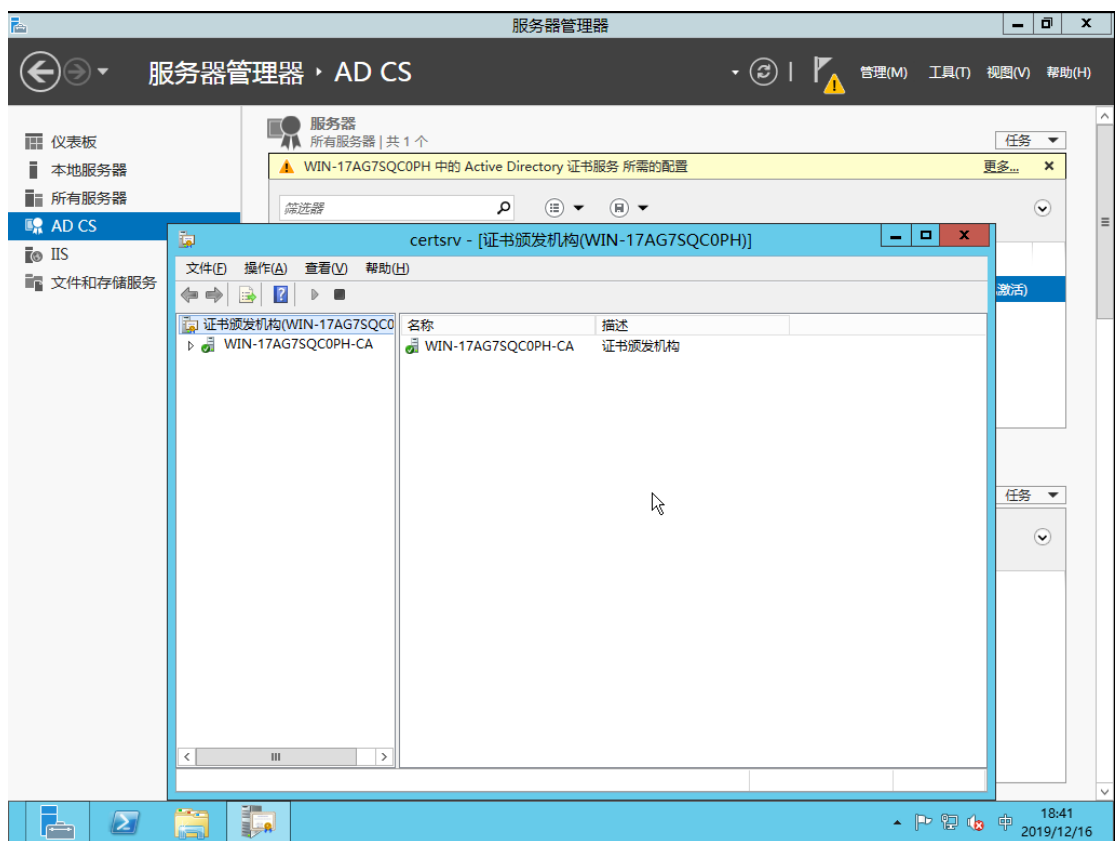 服务器管理器
服务器管理器 ‣ AD CS
管理(M) 工具(T) 视图(V) 帮助(H)
仪表板
本地服务器
所有服务器
AD CS
IIS
文件和存储服务
服务器
所有服务器 | 共 1 个
任务
WIN-17AG7SQC0PH 中的 Active Directory 证书服务 所需的配置
更多...
筛选器
激活)
certsrv - [证书颁发机构(WIN-17AG7SQC0PH)]
文件(F) 操作(A) 查看(V) 帮助(H)
证书颁发机构(WIN-17AG7SQC0
WIN-17AG7SQC0PH-CA
名称 描述
WIN-17AG7SQC0PH-CA 证书颁发机构
任务
中
18:41
2019/12/16